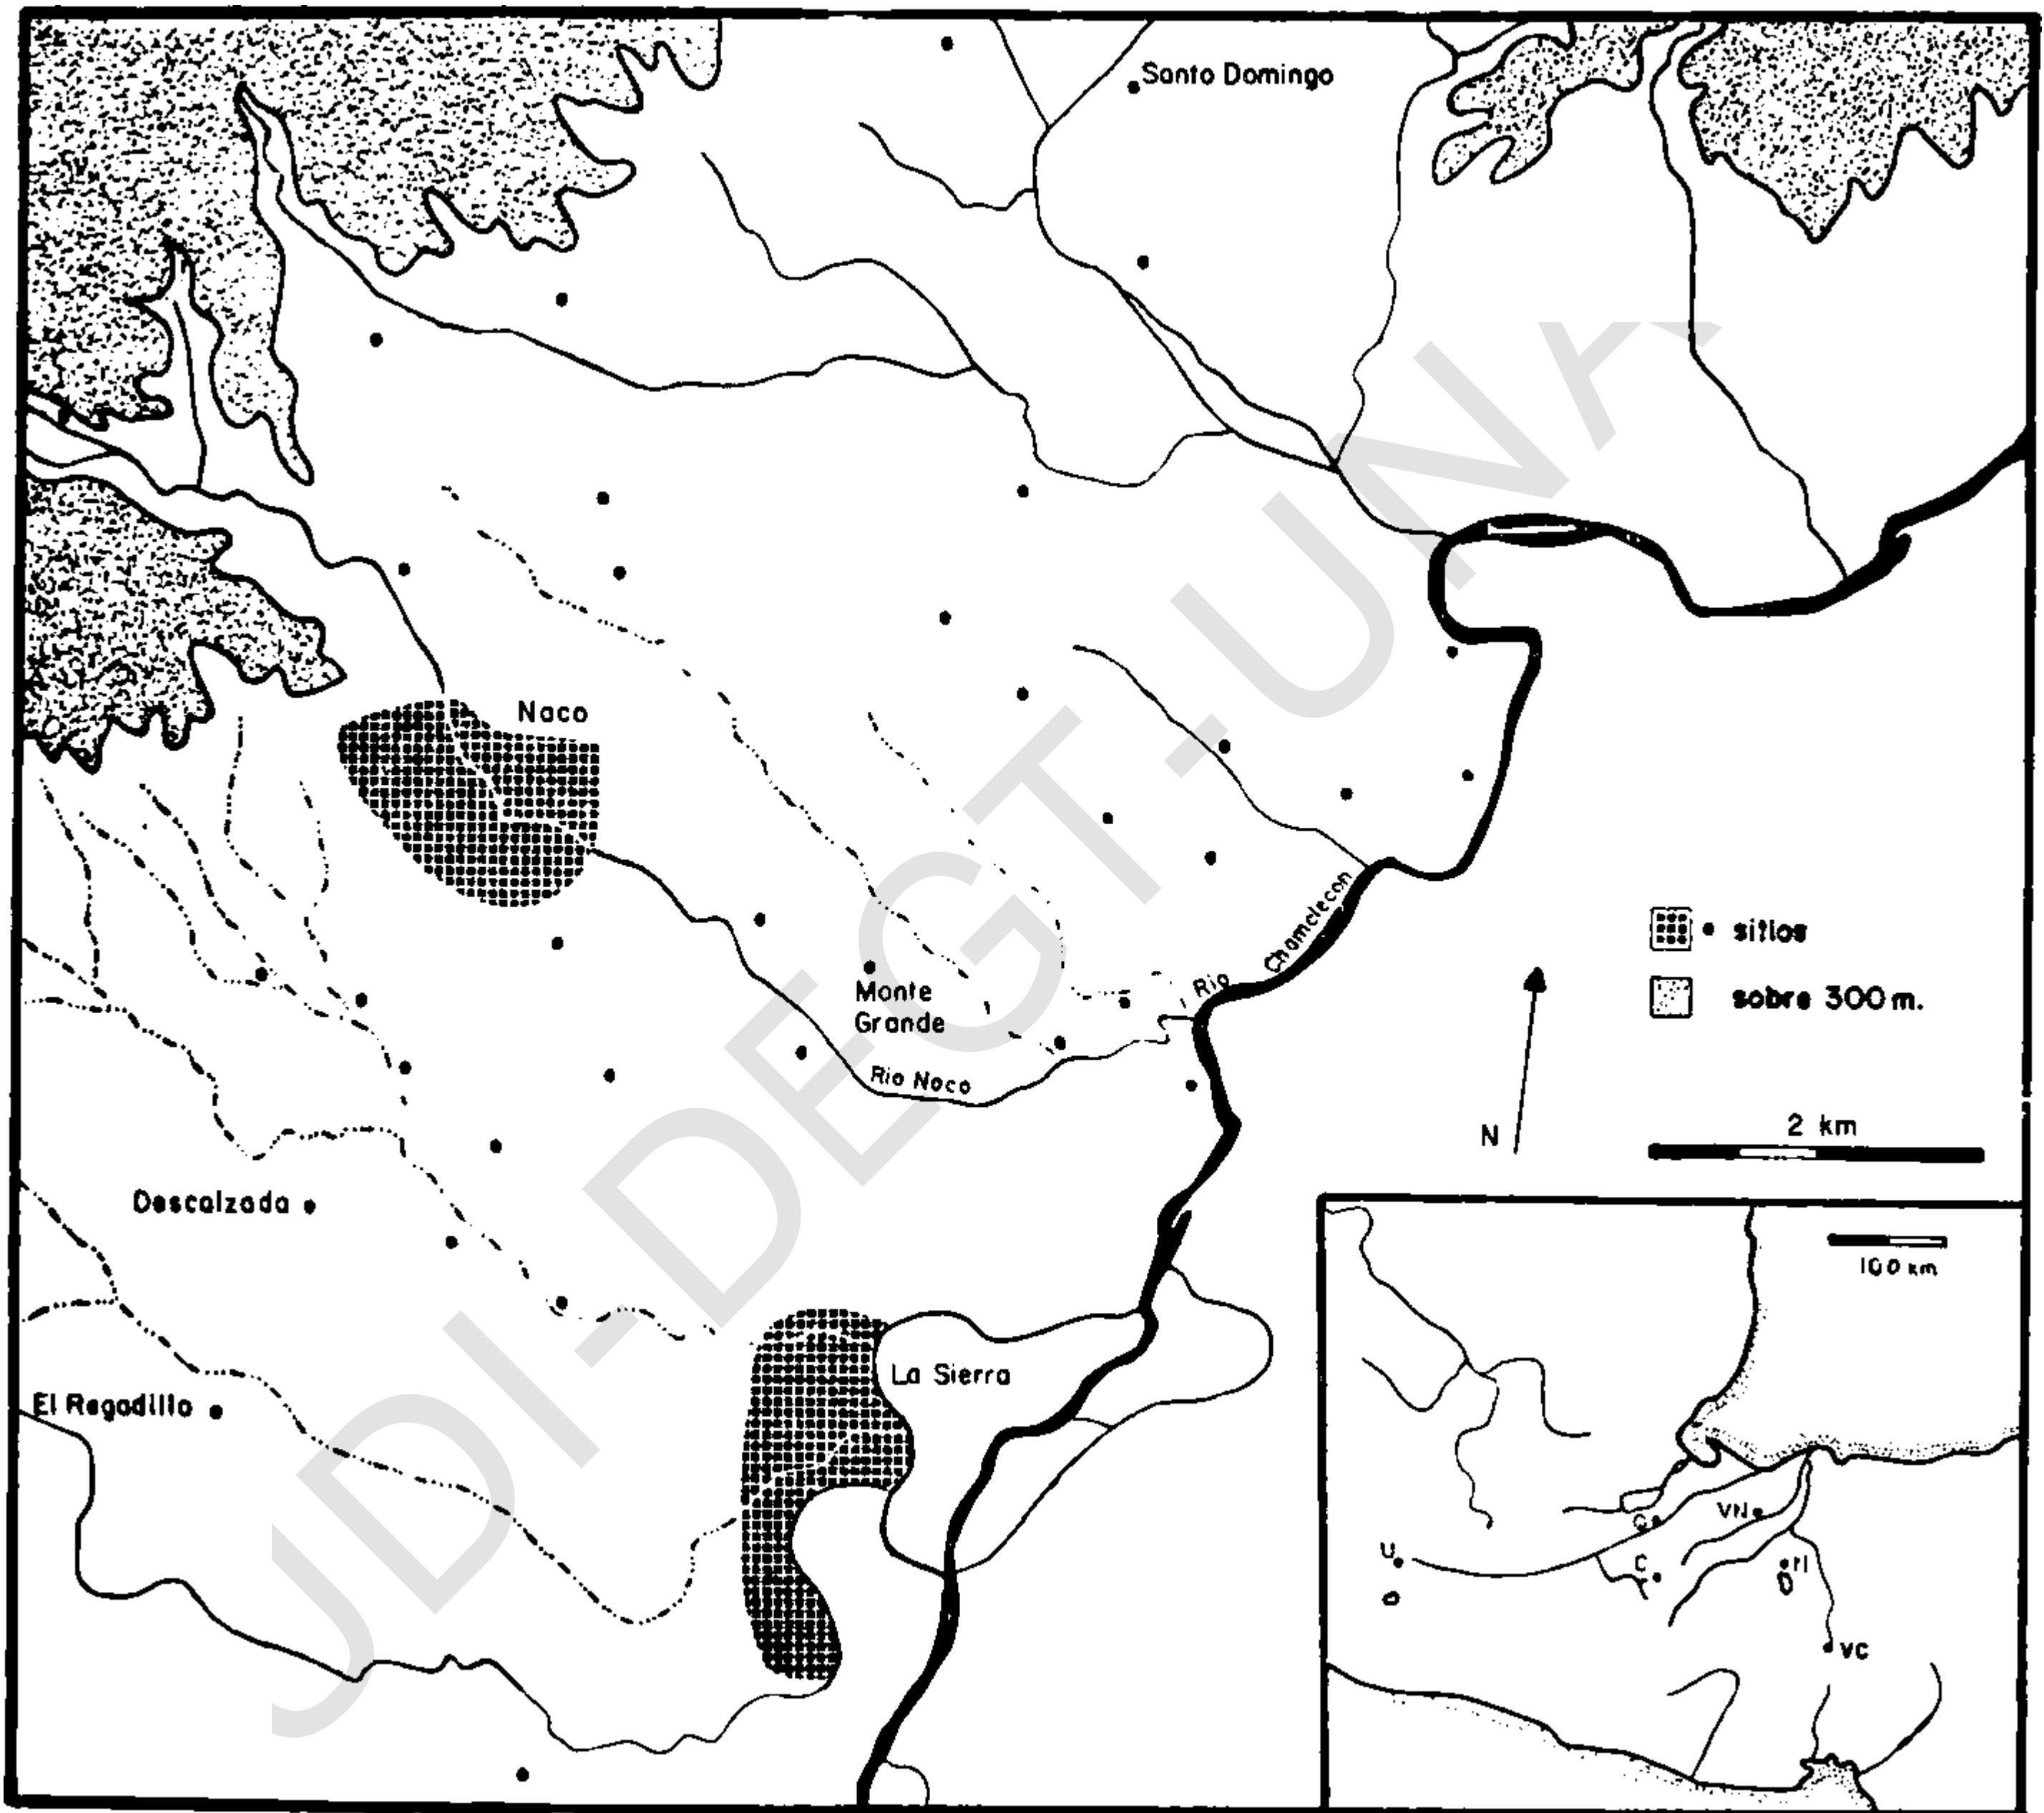 Santo Domingo
Naco
Rio Chamelecon
Monte
Grande
Rio Naco
sitios
sobre 300 m.
N
2 km
Descalzada
La Sierra
El Regadillo
100 km
VN
Q
U
C
VC
UDI-DEGT-UNA